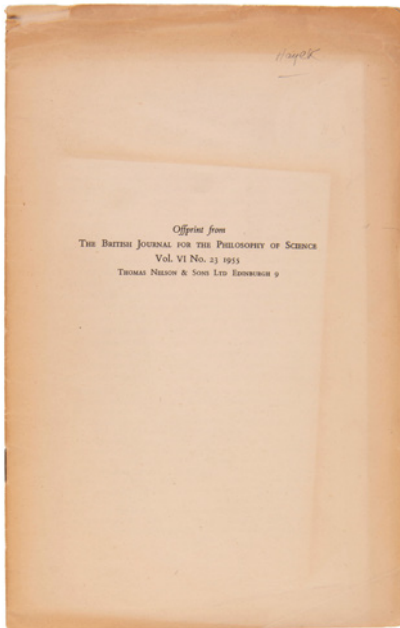 Hayek
Offprint from
THE BRITISH JOURNAL FOR THE PHILOSOPHY OF SCIENCE
Vol. VI No. 23 1955
THOMAS NELSON & SONS LTD EDINBURGH 9